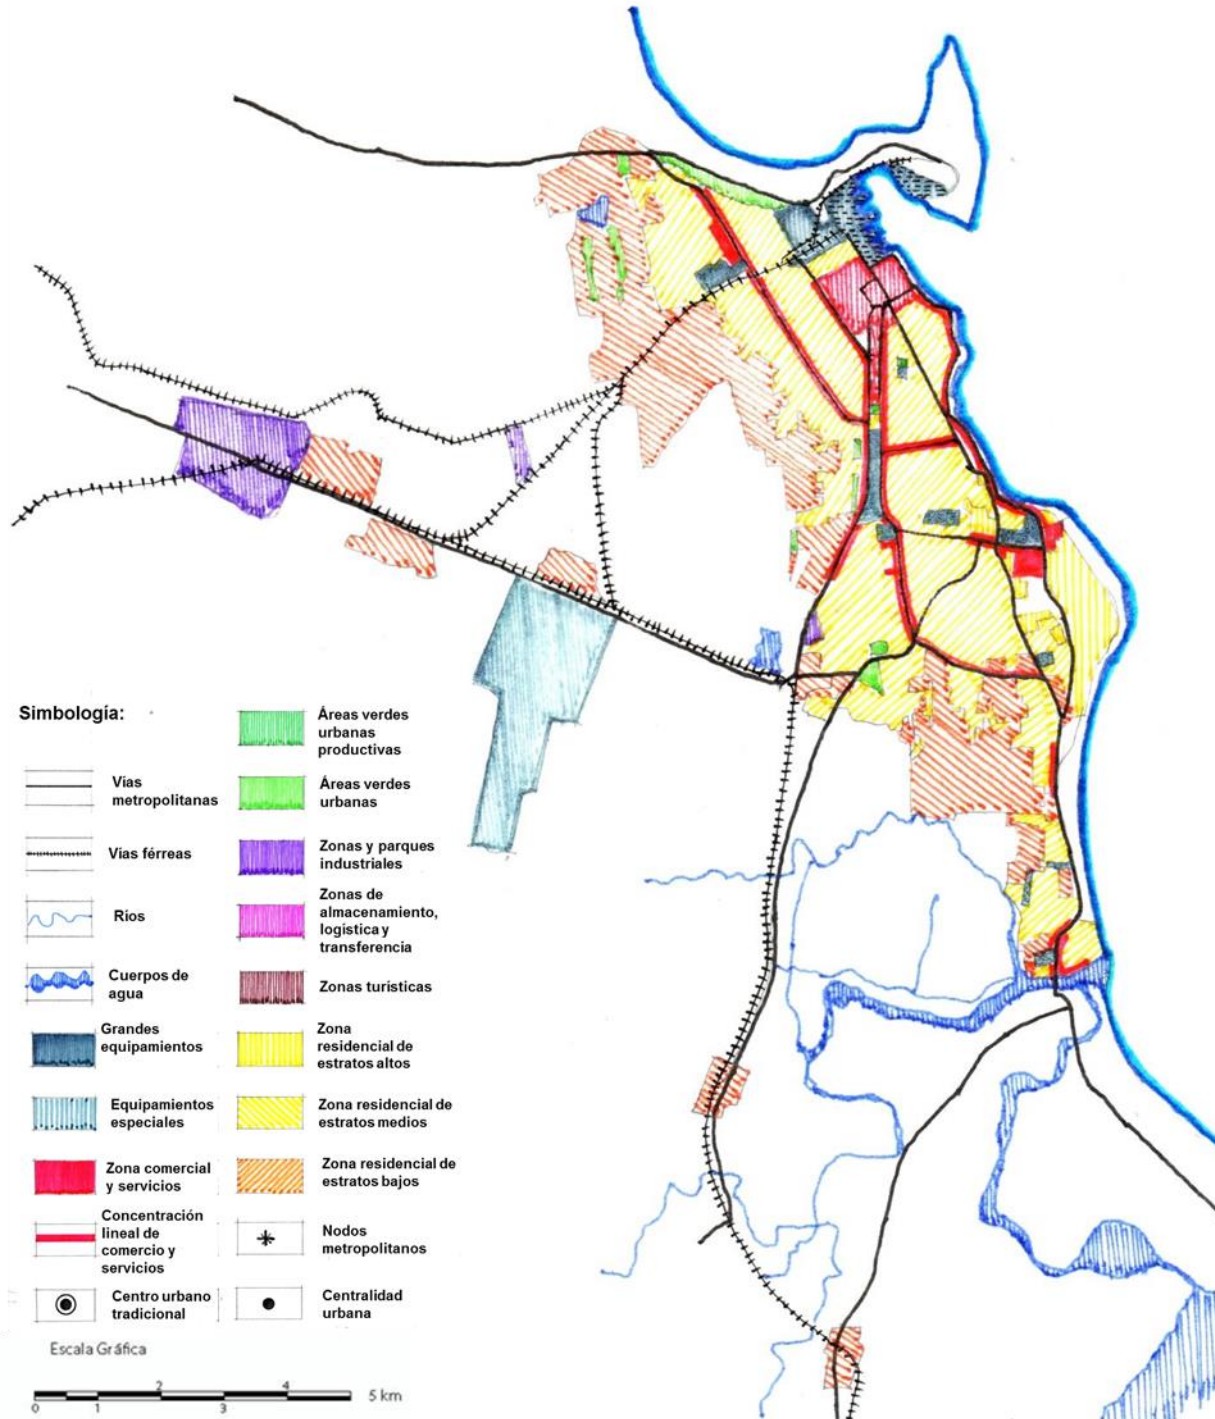 Simbología:
Vias
metropolitanas
Vias férreas
Ríos
Cuerpos de
agua
Grandes
equipamientos
Equipamientos
especiales
Zona comercial
y servicios
Concentración
lineal de
comercio y
servicios
Centro urbano
tradicional
Áreas verdes
urbanas
productivas
Áreas verdes
urbanas
Zonas y parques
industriales
Zonas de
almacenamiento,
logística y
transferencia
Zonas turísticas
Zona
residencial de
estratos altos
Zona residencial de
estratos medios
Zona residencial de
estratos bajos
Nodos
metropolitanos
Centralidad
urbana
Escala Gráfica
2 4
5 km
0 1 3